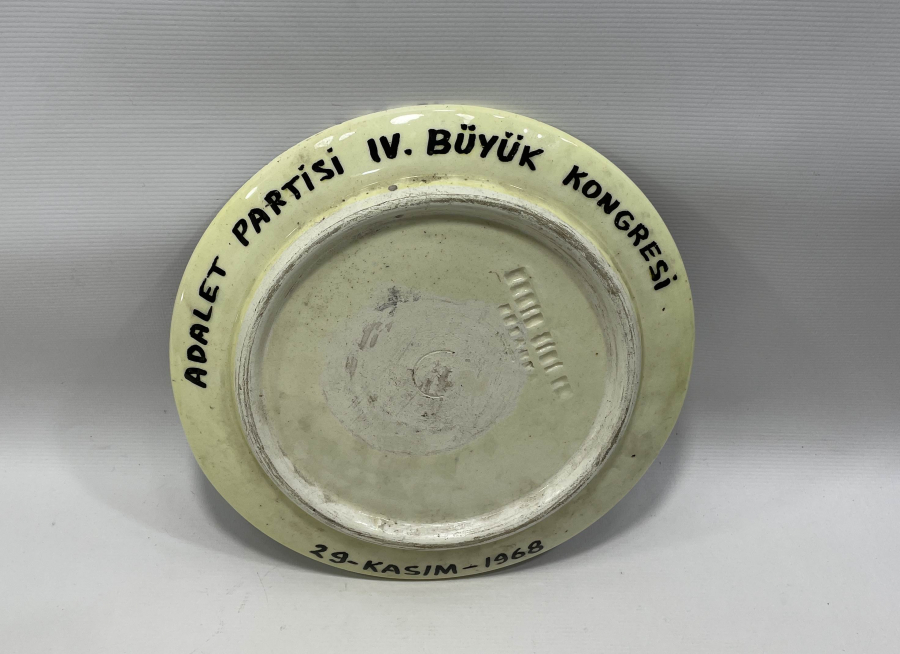 ADALET PARTİSİ IV. BÜYÜK KONGRESİ
29-KASIM-1968